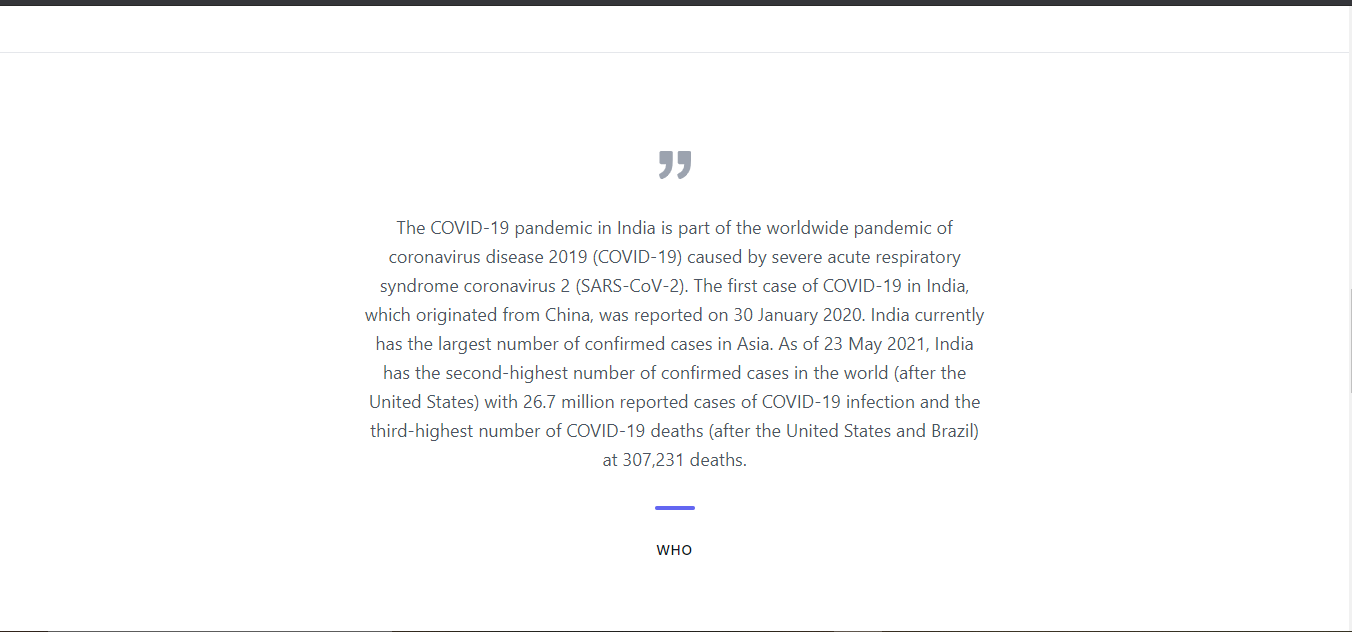 The COVID-19 pandemic in India is part of the worldwide pandemic of
coronavirus disease 2019 (COVID-19) caused by severe acute respiratory
syndrome coronavirus 2 (SARS-CoV-2). The first case of COVID-19 in India,
which originated from China, was reported on 30 January 2020. India currently
has the largest number of confirmed cases in Asia. As of 23 May 2021, India
has the second-highest number of confirmed cases in the world (after the
United States) with 26.7 million reported cases of COVID-19 infection and the
third-highest number of COVID-19 deaths (after the United States and Brazil)
at 307,231 deaths.
WHO